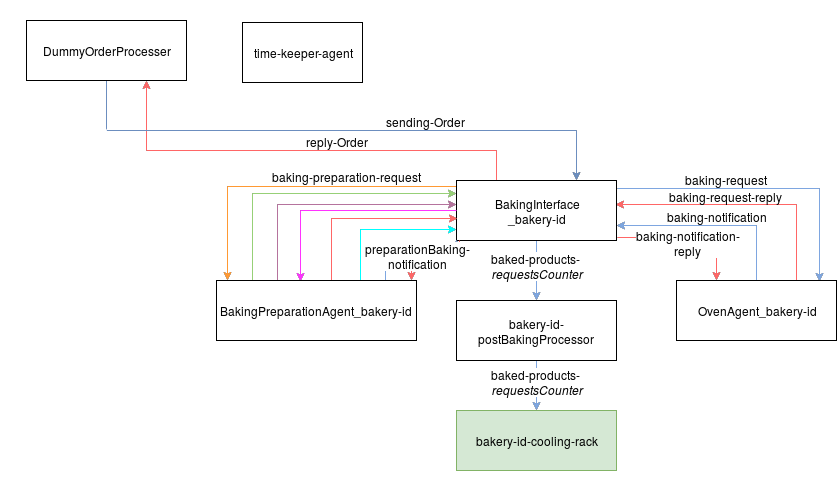 DummyOrderProcesser
time-keeper-agent
sending-Order
reply-Order
baking-preparation-request
baking-request
baking-request-reply
BakingInterface
_bakery-id
baking-notification
baking-notification-
reply
preparationBaking-
notification
baked-products-
requestsCounter
BakingPreparationAgent_bakery-id
OvenAgent_bakery-id
bakery-id-
postBakingProcessor
baked-products-
requestsCounter
bakery-id-cooling-rack